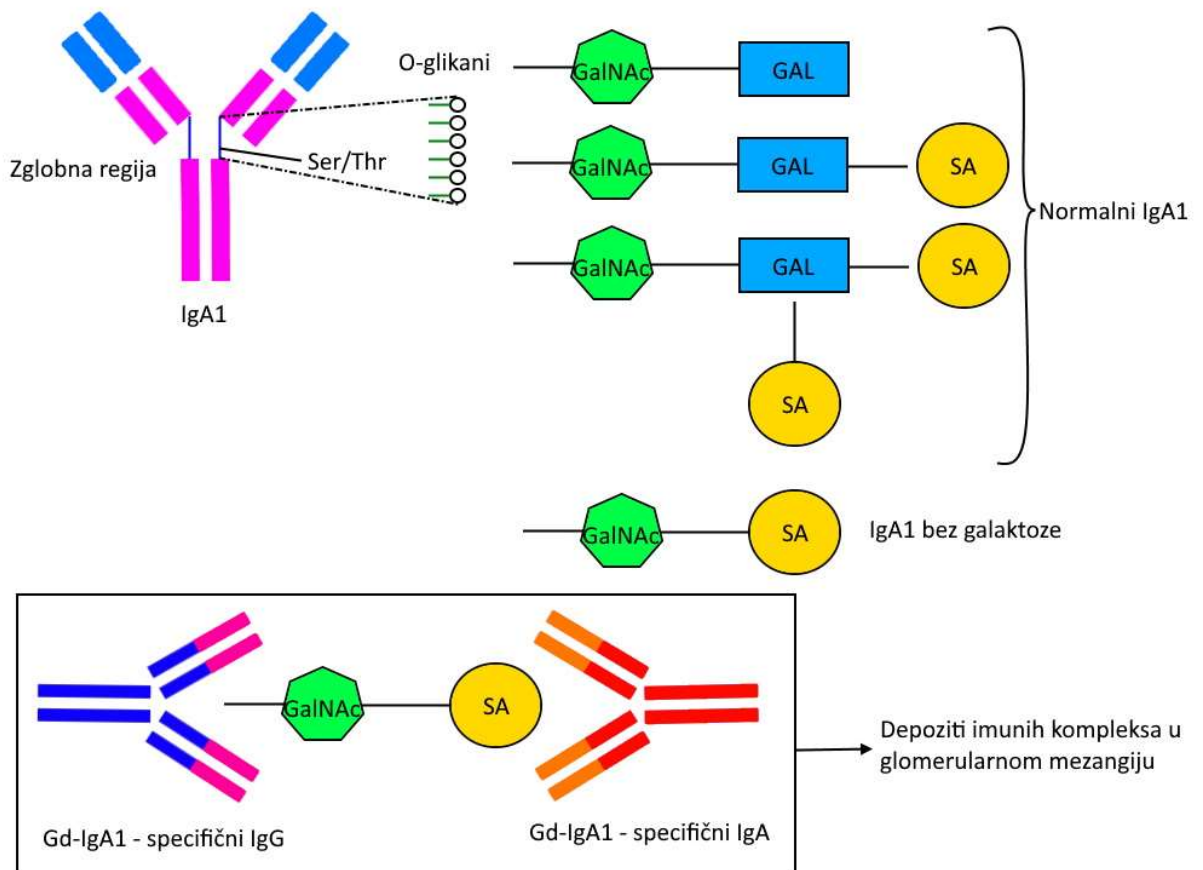 O-glikani
GalNAc
GAL
Zglobna regija
Ser/Thr
GalNAc
GAL
SA
Normalni IgA1
GalNAc
GAL
SA
IgA1
SA
GalNAc
SA
IgA1 bez galaktoze
GalNAc
SA
Depoziti imunih kompleksa u
glomerularnom mezangiju
Gd-IgA1 - specifični IgG
Gd-IgA1 - specifični IgA